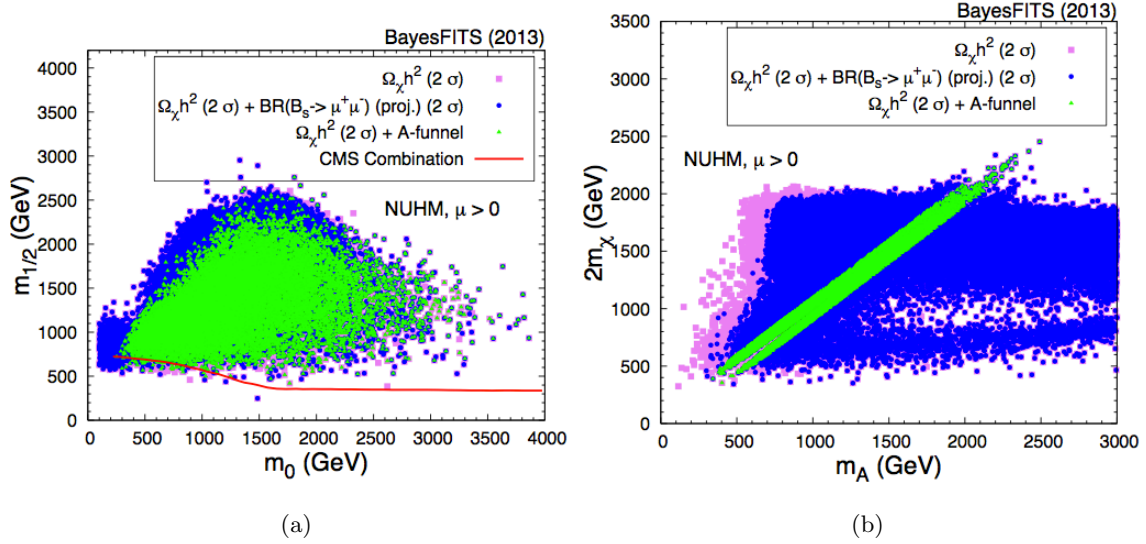 BayesFITS (2013)
4000
3500
3000
2500
2000
1500
1000
500
0
m1/2 (GeV)
Ωχh² (2 σ)
Ωχh² (2 σ) + BR(Bs-> μ⁺μ⁻) (proj.) (2 σ)
Ωχh² (2 σ) + A-funnel
CMS Combination
NUHM, μ > 0
0 500 1000 1500 2000 2500 3000 3500 4000
m0 (GeV)
(a)
BayesFITS (2013)
3500
3000
2500
2000
1500
1000
500
0
2mχ (GeV)
Ωχh² (2 σ)
Ωχh² (2 σ) + BR(Bs-> μ⁺μ⁻) (proj.) (2 σ)
Ωχh² (2 σ) + A-funnel
NUHM, μ > 0
0 500 1000 1500 2000 2500 3000
mA (GeV)
(b)